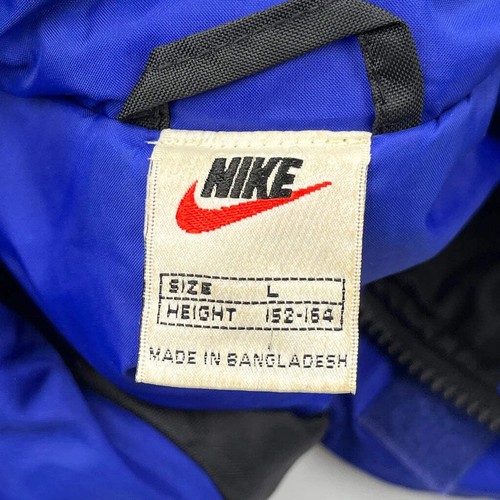 NIKE
SIZE L
HEIGHT 152-164
MADE IN BANGLADESH